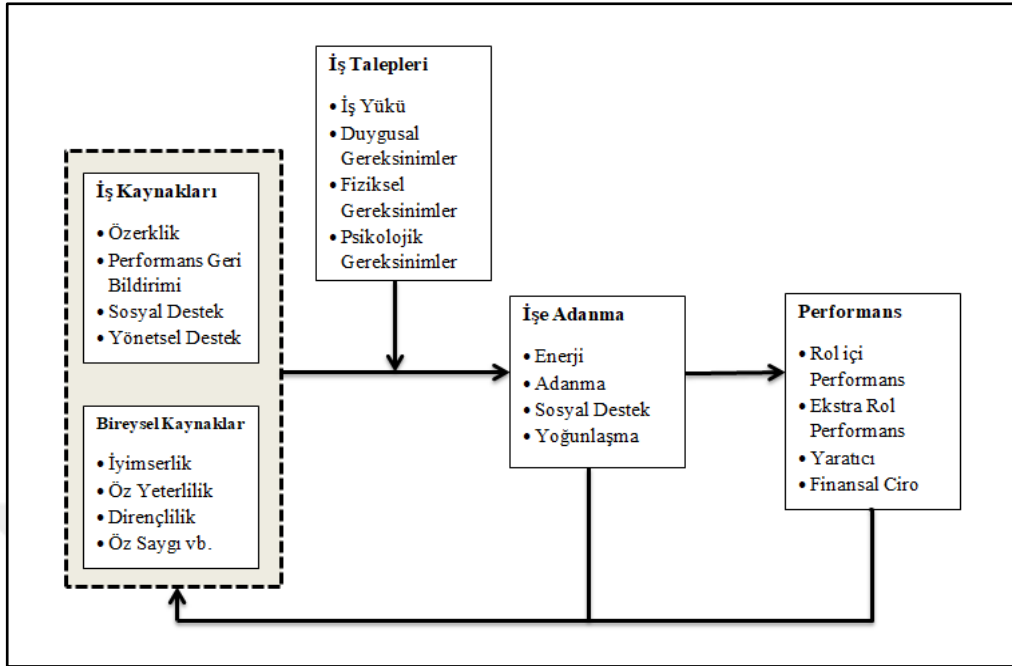 İş Talepleri
• İş Yükü
• Duygusal
Gereksinimler
• Fiziksel
Gereksinimler
• Psikolojik
Gereksinimler
İş Kaynakları
• Özerklik
• Performans Geri
Bildirimi
• Sosyal Destek
• Yönetsel Destek
Bireysel Kaynaklar
• İyimserlik
• Öz Yeterlilik
• Dirençlilik
• Öz Saygı vb.
İşe Adanma
• Enerji
• Adanma
• Sosyal Destek
• Yoğunlaşma
Performans
• Rol içi
Performans
• Ekstra Rol
Performans
• Yaratıcı
• Finansal Ciro